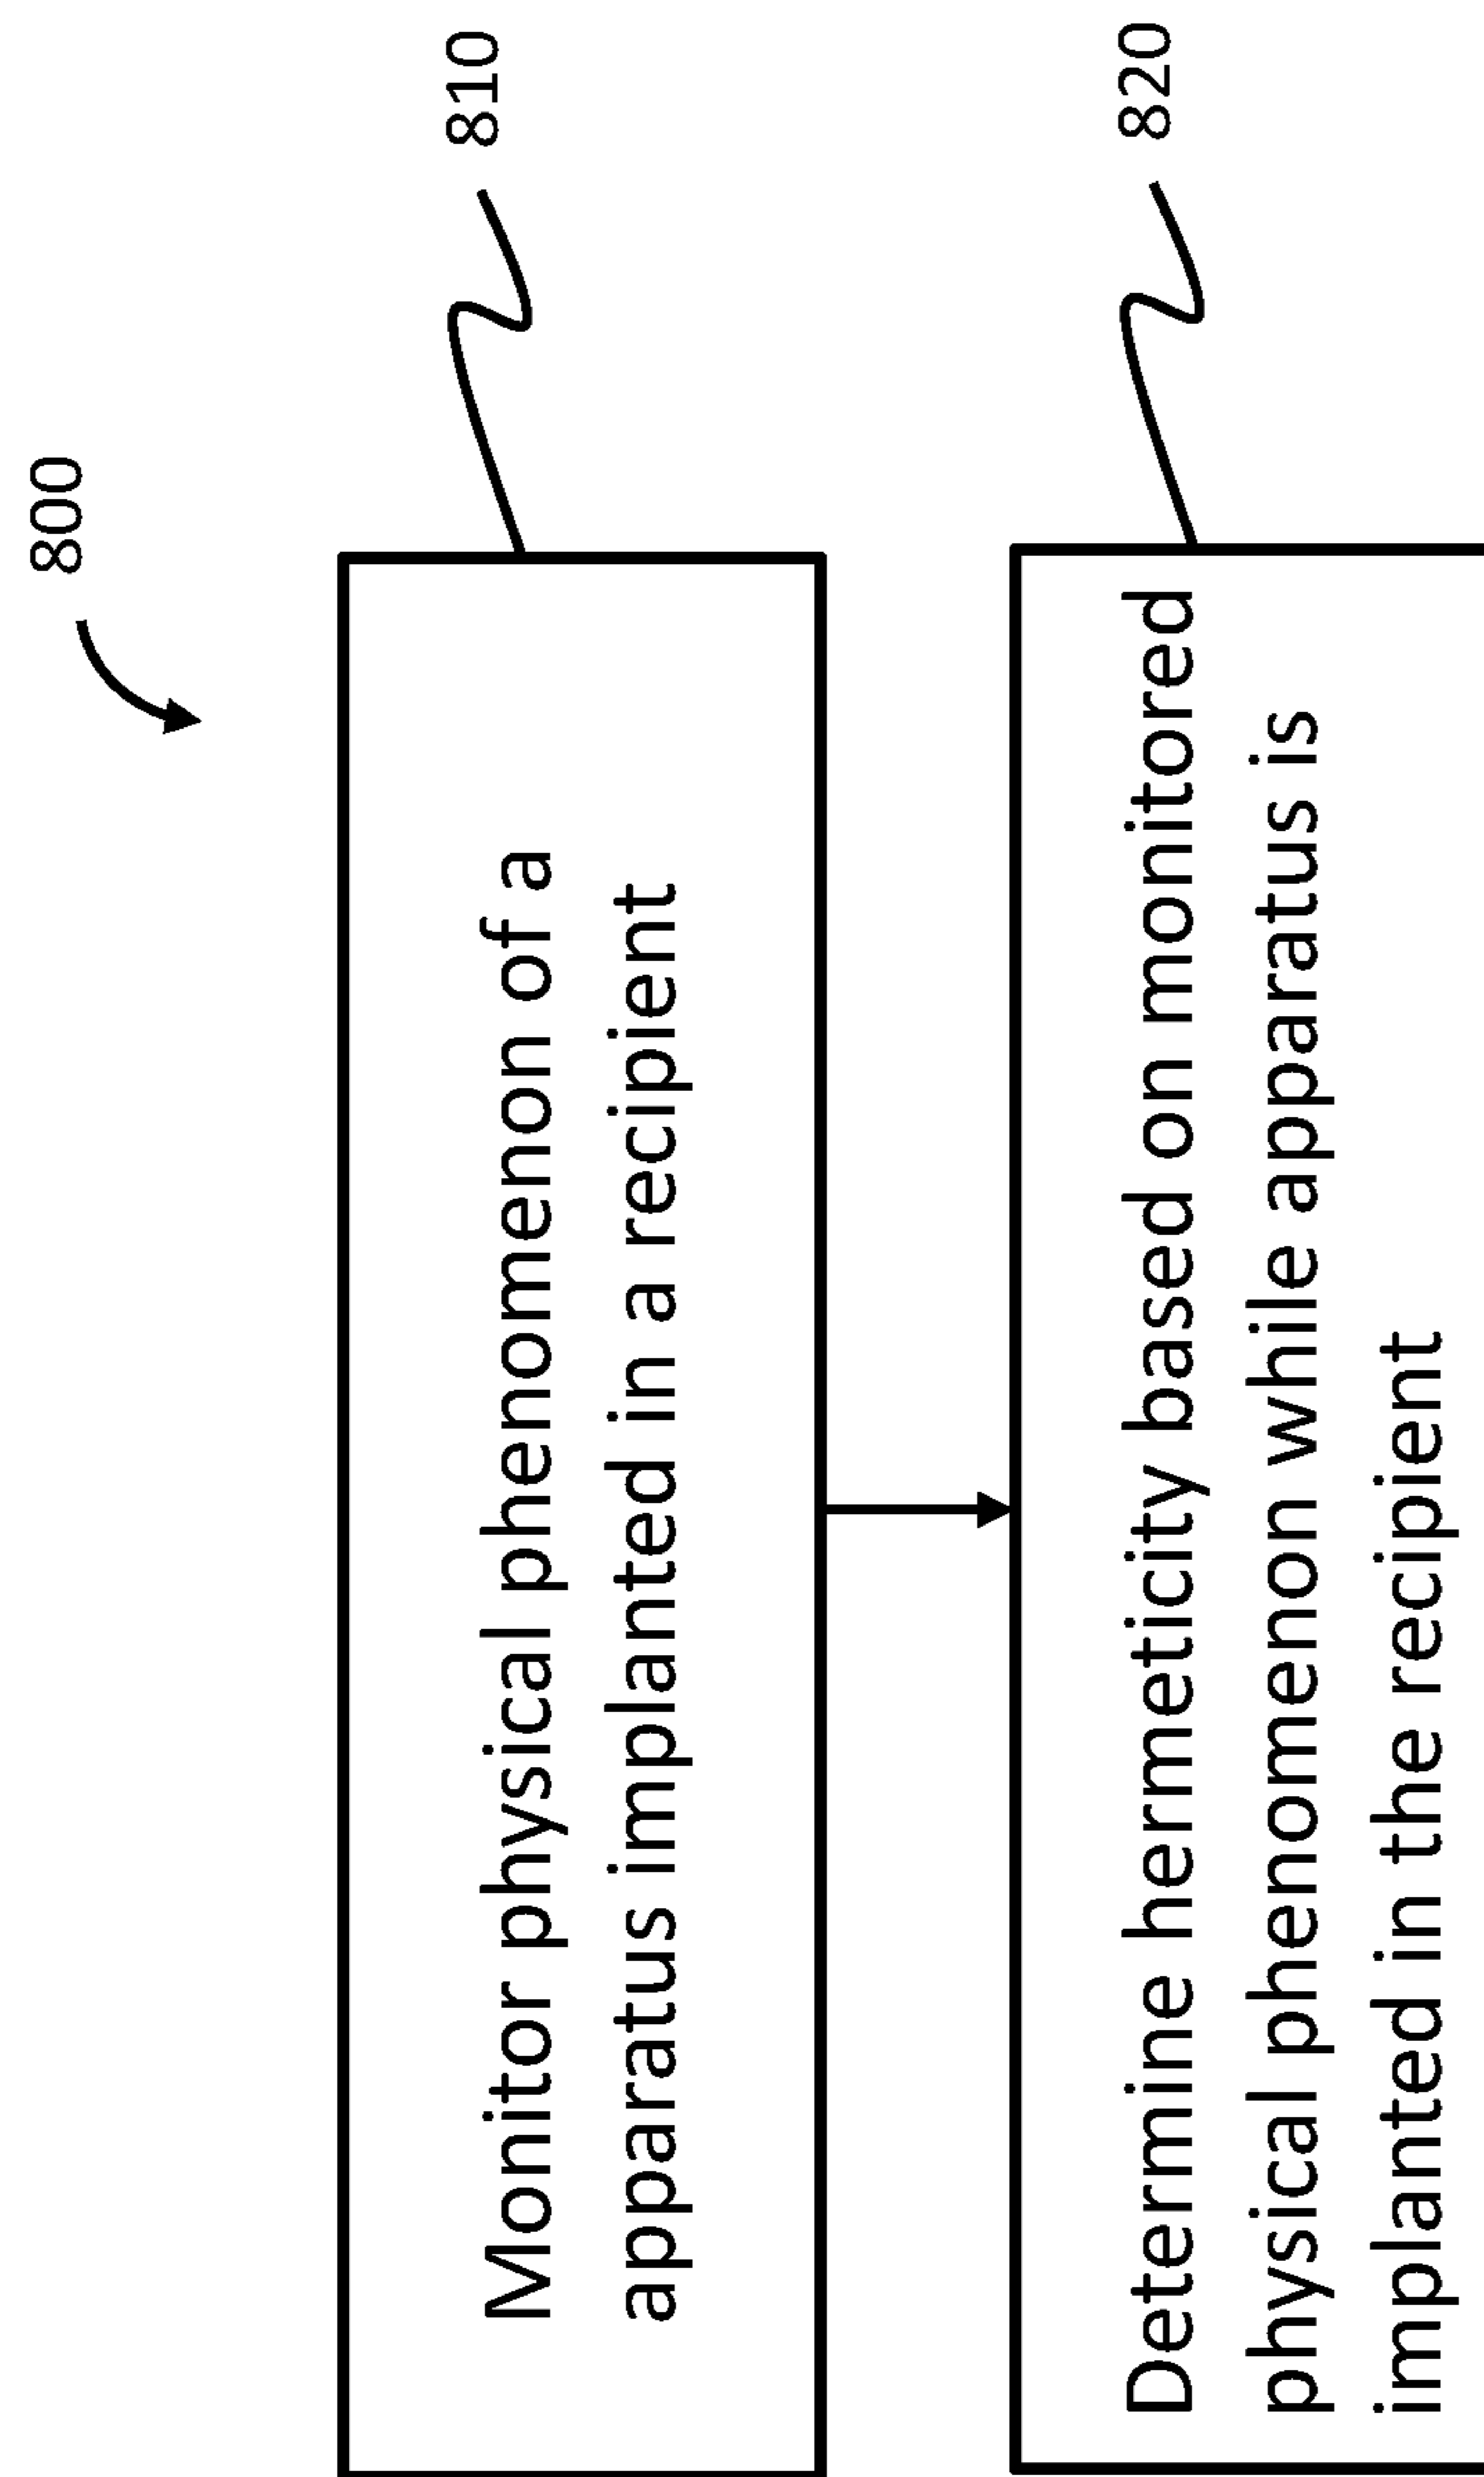 800
Monitor physical phenomenon of a
apparatus implanted in a recipient
810
Determine hermeticity based on monitored
physical phenomenon while apparatus is
implanted in the recipient
820